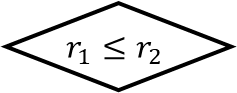 r₁ ≤ r₂